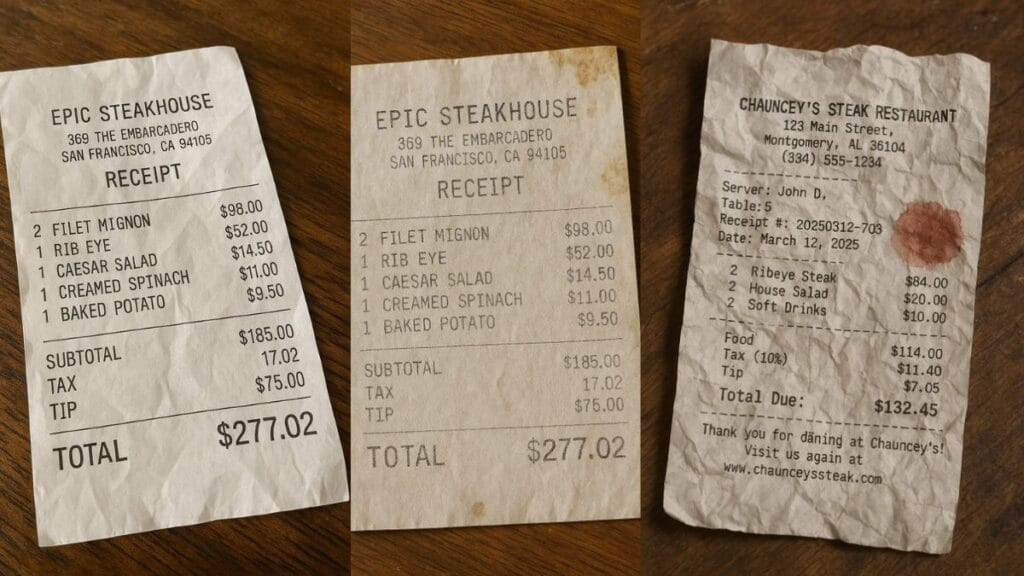 EPIC STEAKHOUSE
369 THE EMBARCADERO
SAN FRANCISCO, CA 94105
RECEIPT
2 FILET MIGNON $98.00
1 RIB EYE $52.00
1 CAESAR SALAD $14.50
1 CREAMED SPINACH $11.00
1 BAKED POTATO $9.50
SUBTOTAL $185.00
TAX 17.02
TIP $75.00
TOTAL $277.02
EPIC STEAKHOUSE
369 THE EMBARCADERO
SAN FRANCISCO, CA 94105
RECEIPT
2 FILET MIGNON $98.00
1 RIB EYE $52.00
1 CAESAR SALAD $14.50
1 CREAMED SPINACH $11.00
1 BAKED POTATO $9.50
SUBTOTAL $185.00
TAX 17.02
TIP $75.00
TOTAL $277.02
CHAUNCEY'S STEAK RESTAURANT
123 Main Street,
Montgomery, AL 36104
(334) 555-1234
Server: John D,
Table: 5
Receipt #: 20250312-703
Date: March 12, 2025
2 Ribeye Steak $84.00
2 House Salad $20.00
2 Soft Drinks $10.00
Food $114.00
Tax (10%) $11.40
Tip $7.05
Total Due: $132.45
Thank you for däning at Chauncey's!
Visit us again at
www.chaunceyssteak.com